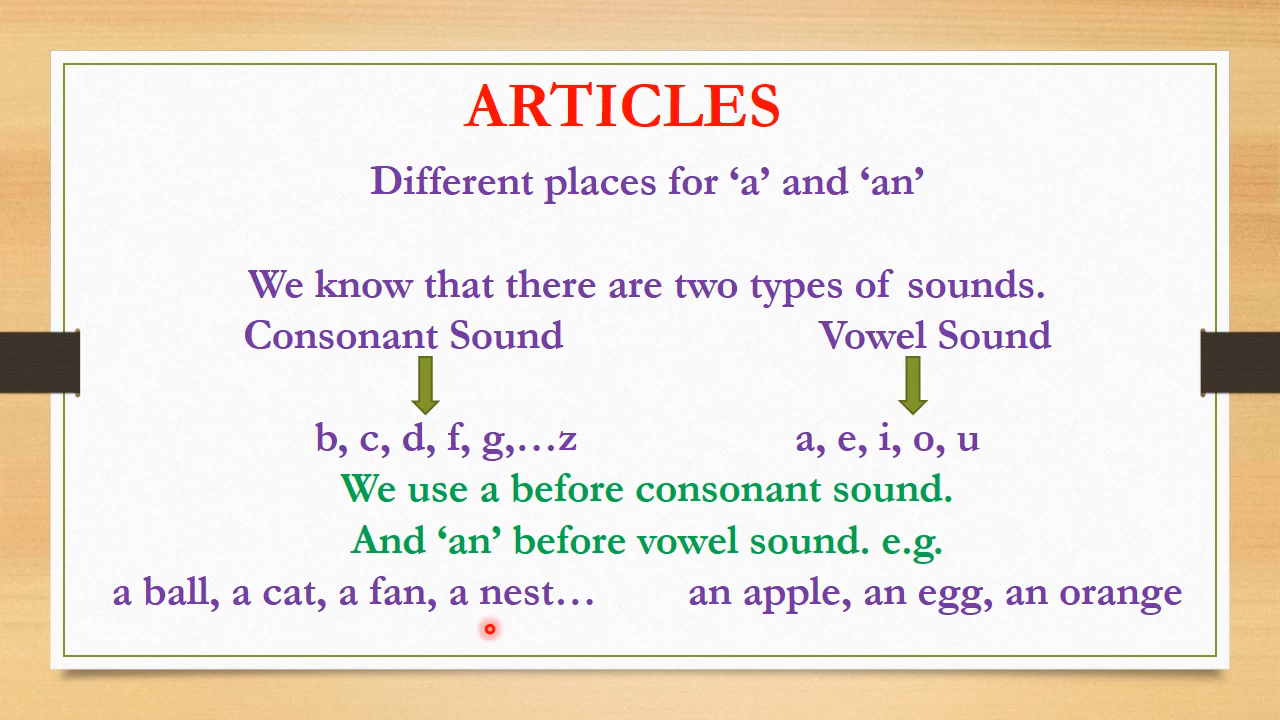 ARTICLES
Different places for ‘a’ and ‘an’
We know that there are two types of sounds.
Consonant Sound Vowel Sound
b, c, d, f, g,…z a, e, i, o, u
We use a before consonant sound.
And ‘an’ before vowel sound. e.g.
a ball, a cat, a fan, a nest… an apple, an egg, an orange